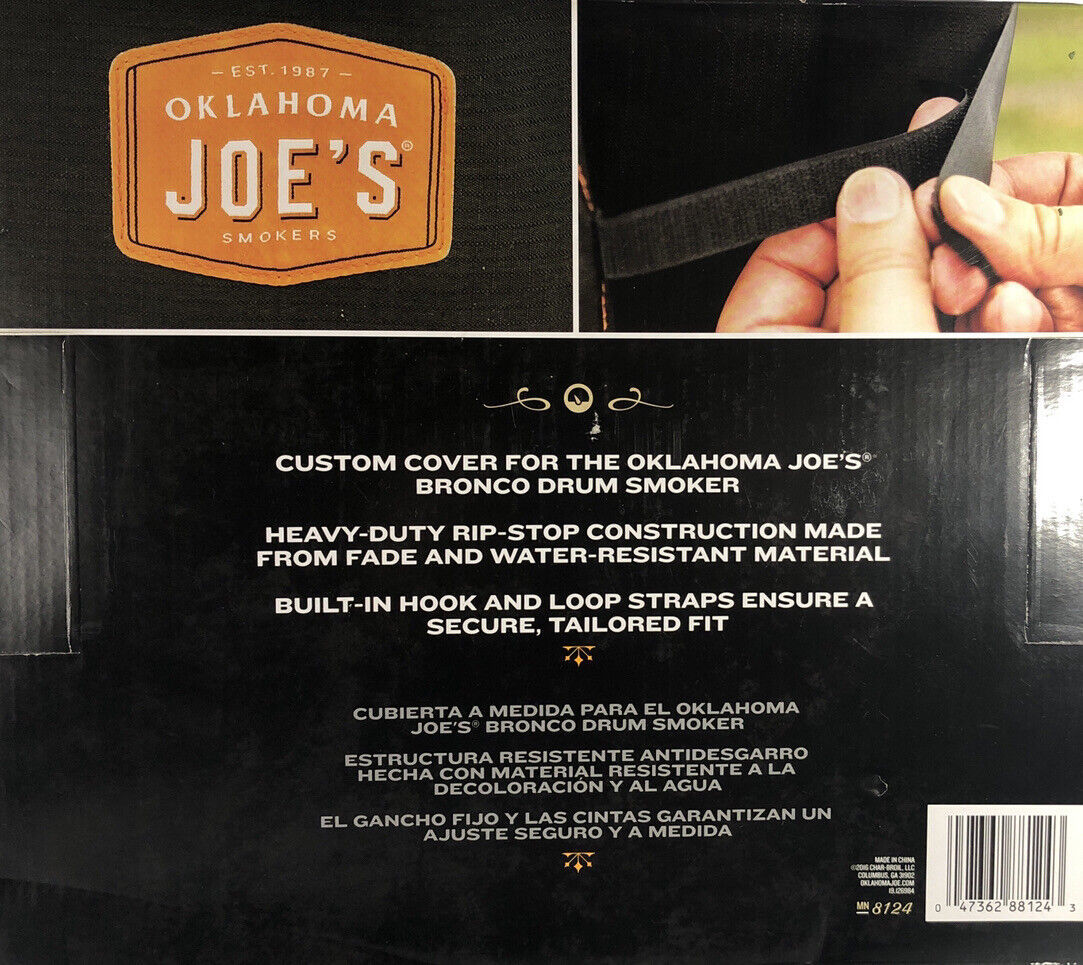 — EST. 1987 —
OKLAHOMA
JOE'S®
SMOKERS
CUSTOM COVER FOR THE OKLAHOMA JOE'S®
BRONCO DRUM SMOKER
HEAVY-DUTY RIP-STOP CONSTRUCTION MADE
FROM FADE AND WATER-RESISTANT MATERIAL
BUILT-IN HOOK AND LOOP STRAPS ENSURE A
SECURE, TAILORED FIT
CUBIERTA A MEDIDA PARA EL OKLAHOMA
JOE'S® BRONCO DRUM SMOKER
ESTRUCTURA RESISTENTE ANTIDESGARRO
HECHA CON MATERIAL RESISTENTE A LA
DECOLORACIÓN Y AL AGUA
EL GANCHO FIJO Y LAS CINTAS GARANTIZAN UN
AJUSTE SEGURO Y A MEDIDA
MADE IN CHINA
©2016 CHAR-BROIL, LLC
COLUMBUS, GA 31902
OKLAHOMAJOE.COM
19.126984
MN 8124
0 47362 88124 3